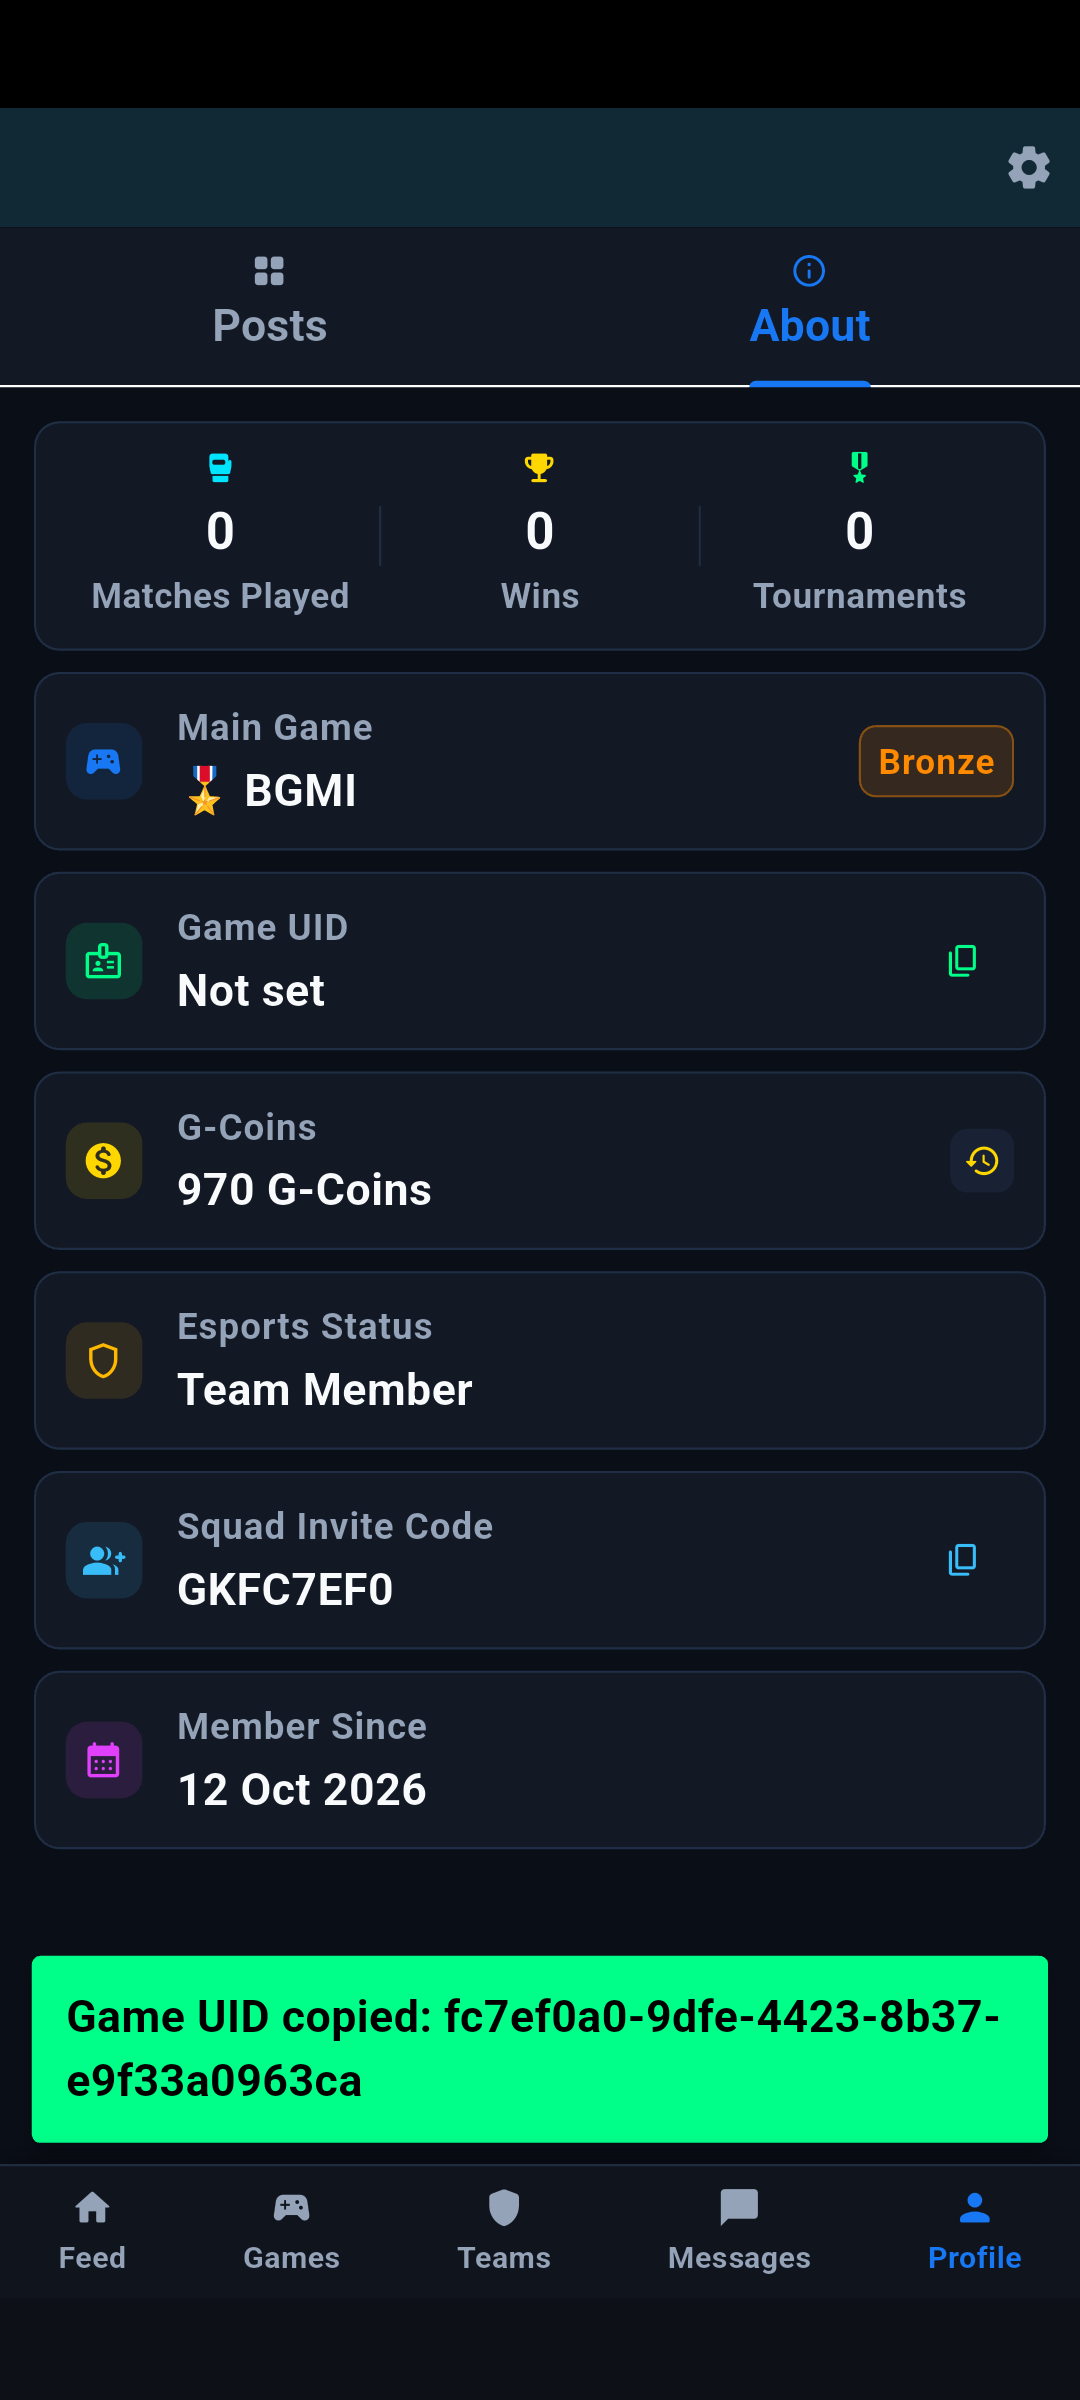 Posts
About
0
0
0
Matches Played
Wins
Tournaments
Main Game
🎖️ BGMI
Bronze
Game UID
Not set
G-Coins
970 G-Coins
Esports Status
Team Member
Squad Invite Code
GKFC7EF0
Member Since
12 Oct 2026
Game UID copied: fc7ef0a0-9dfe-4423-8b37-
e9f33a0963ca
Feed
Games
Teams
Messages
Profile